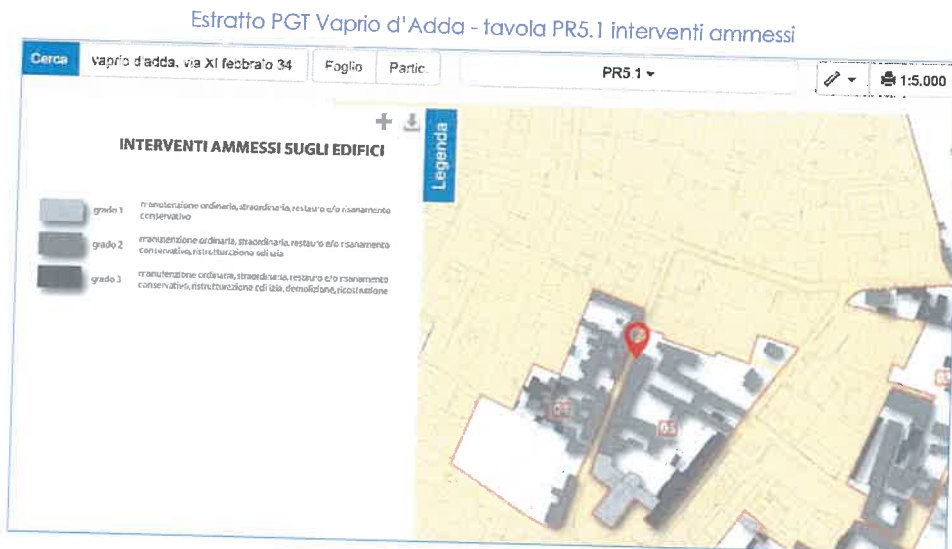 Estratto PGT Vaprio d'Adda - tavola PR5.1 interventi ammessi
Cerca
vaprio d'adda, via XI febbraio 34
Foglio
Partic.
PR5.1
1:5.000
Legenda
INTERVENTI AMMESSI SUGLI EDIFICI
grado 1
manutenzione ordinaria, straordinaria, restauro e/o risanamento
conservativo
grado 2
manutenzione ordinaria, straordinaria, restauro e/o risanamento
conservativo, ristrutturazione edilizia
grado 3
manutenzione ordinaria, straordinaria, restauro e/o risanamento
conservativo, ristrutturazione edilizia, demolizione, ricostruzione
03